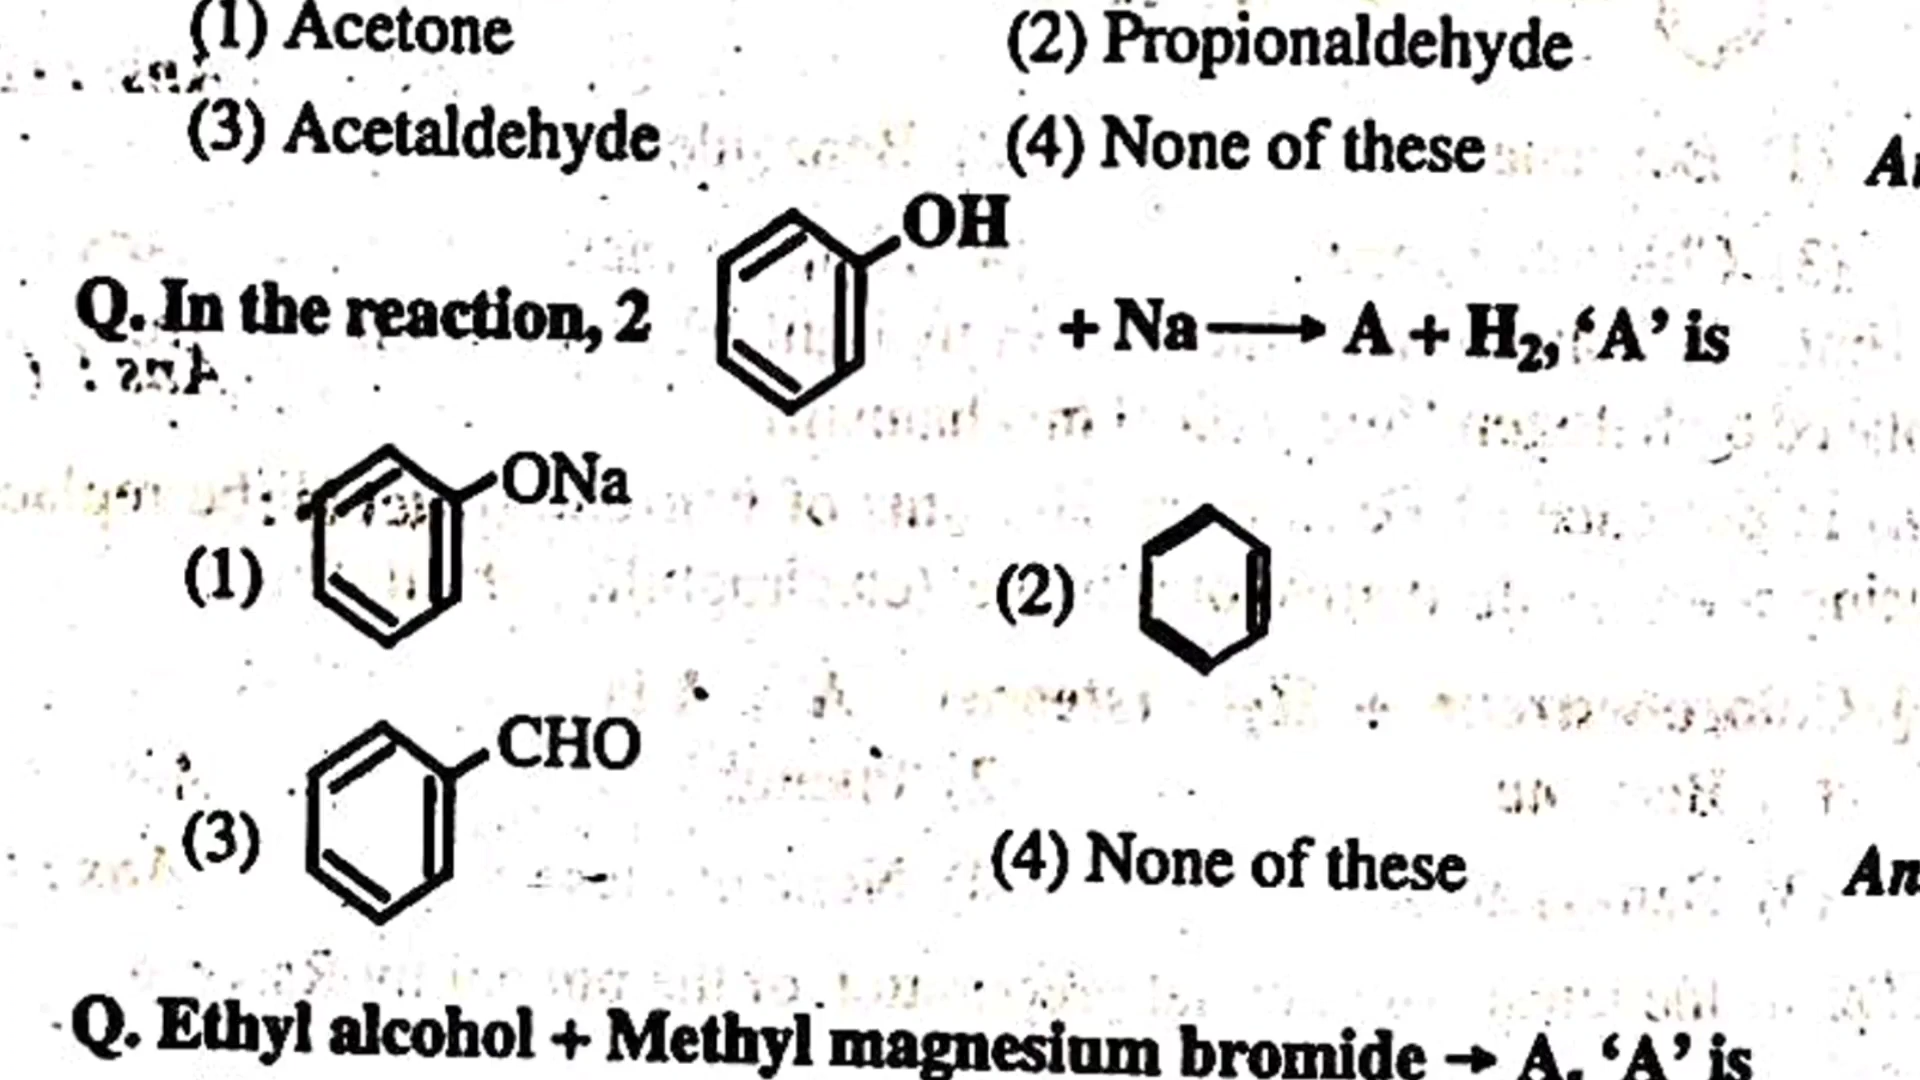 (1) Acetone (2) Propionaldehyde
(3) Acetaldehyde (4) None of these
OH
Q. In the reaction, 2 + Na → A + H₂, ‘A’ is
ONa
(1) (2)
CHO
(3) (4) None of these
Q. Ethyl alcohol + Methyl magnesium bromide → A. ‘A’ is